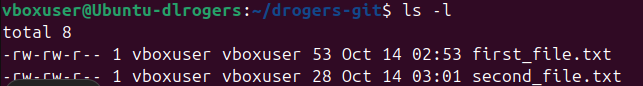 vboxuser@Ubuntu-dlrogers:~/drogers-git$ ls -l
total 8
-rw-rw-r-- 1 vboxuser vboxuser 53 Oct 14 02:53 first_file.txt
-rw-rw-r-- 1 vboxuser vboxuser 28 Oct 14 03:01 second_file.txt